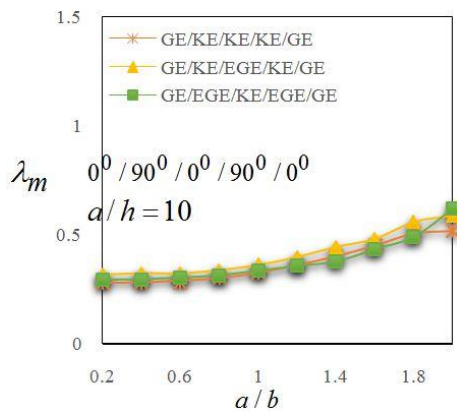 1.5
GE/KE/KE/KE/GE
GE/KE/EGE/KE/GE
GE/EGE/KE/EGE/GE
1
λm 0⁰ / 90⁰ / 0⁰ / 90⁰ / 0⁰
a / h = 10
0.5
0
0.2 0.6 1 1.4 1.8
a / b